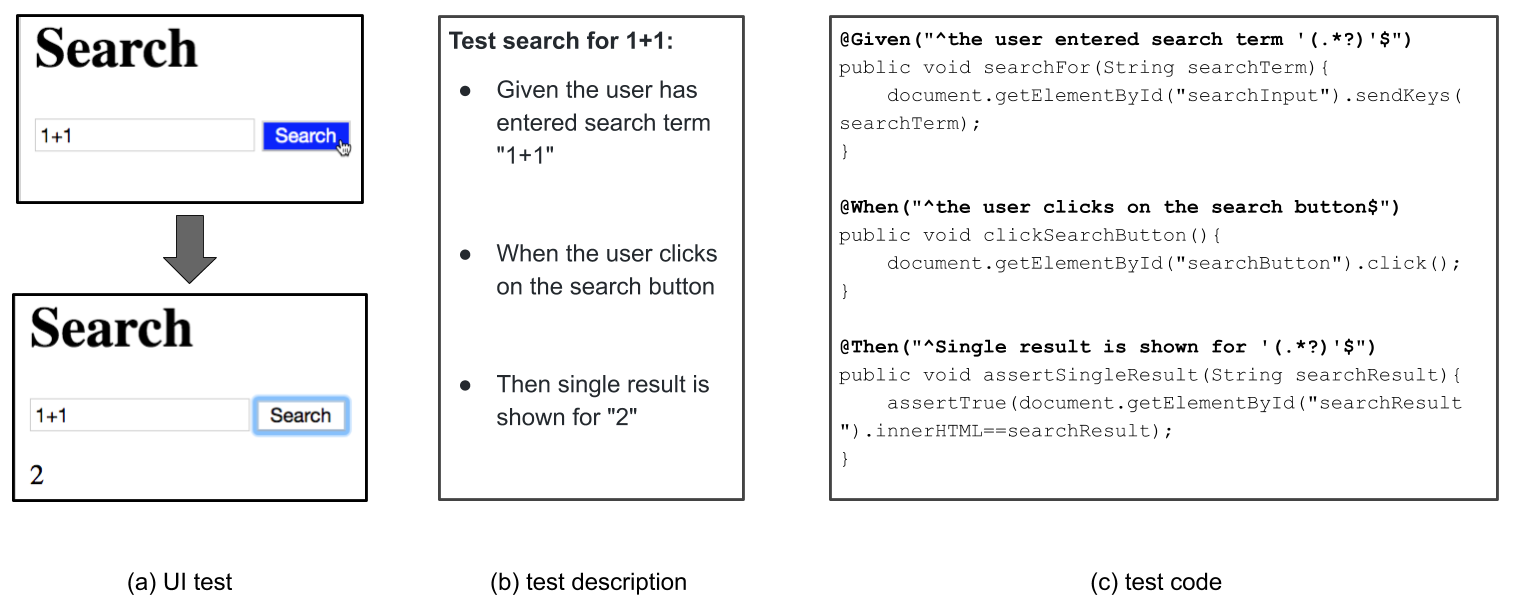 Search
1+1 Search
Search
1+1 Search
2
(a) UI test
Test search for 1+1:
● Given the user has
entered search term
"1+1"
● When the user clicks
on the search button
● Then single result is
shown for "2"
(b) test description
@Given("^the user entered search term '(.*?)'$")
public void searchFor(String searchTerm){
    document.getElementById("searchInput").sendKeys(
searchTerm);
}
@When("^the user clicks on the search button$")
public void clickSearchButton(){
    document.getElementById("searchButton").click();
}
@Then("^Single result is shown for '(.*?)'$")
public void assertSingleResult(String searchResult){
    assertTrue(document.getElementById("searchResult
").innerHTML==searchResult);
}
(c) test code